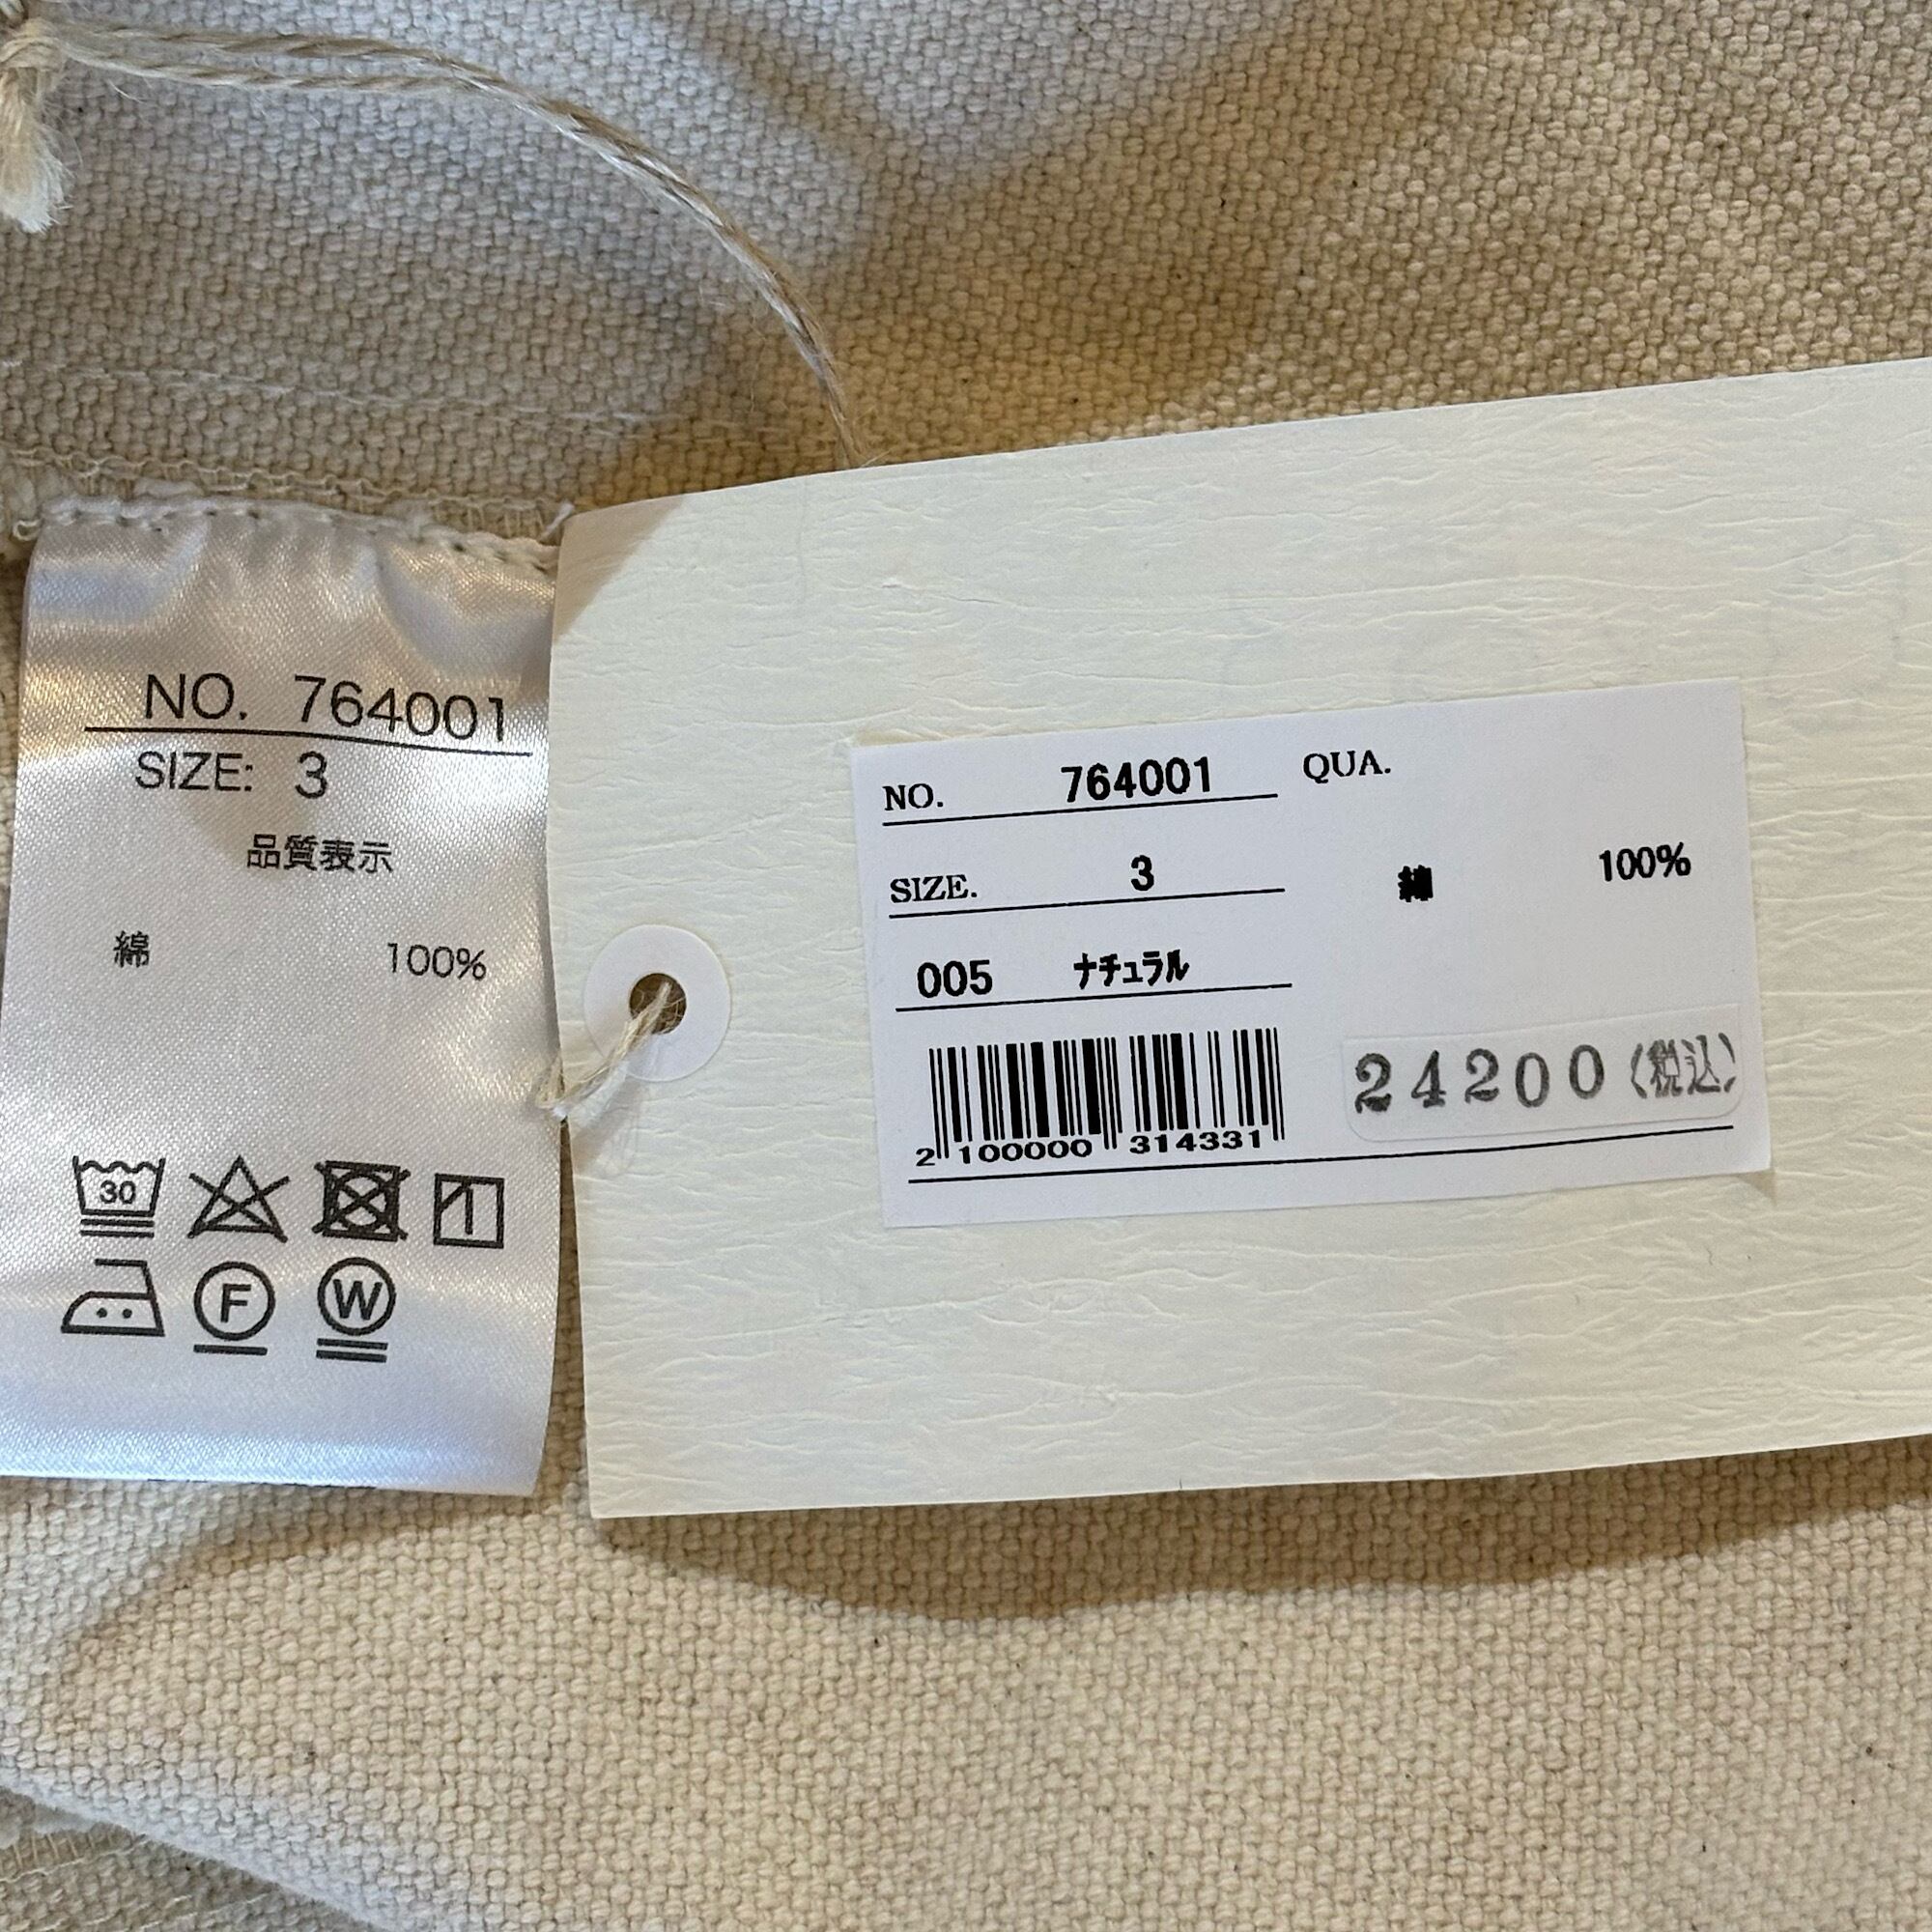 NO. 764001
SIZE: 3
品質表示
綿 100%
30
F W
NO. 764001 QUA.
SIZE. 3
綿 100%
005 ナチュラル
24200 (税込)
2 100000 314331